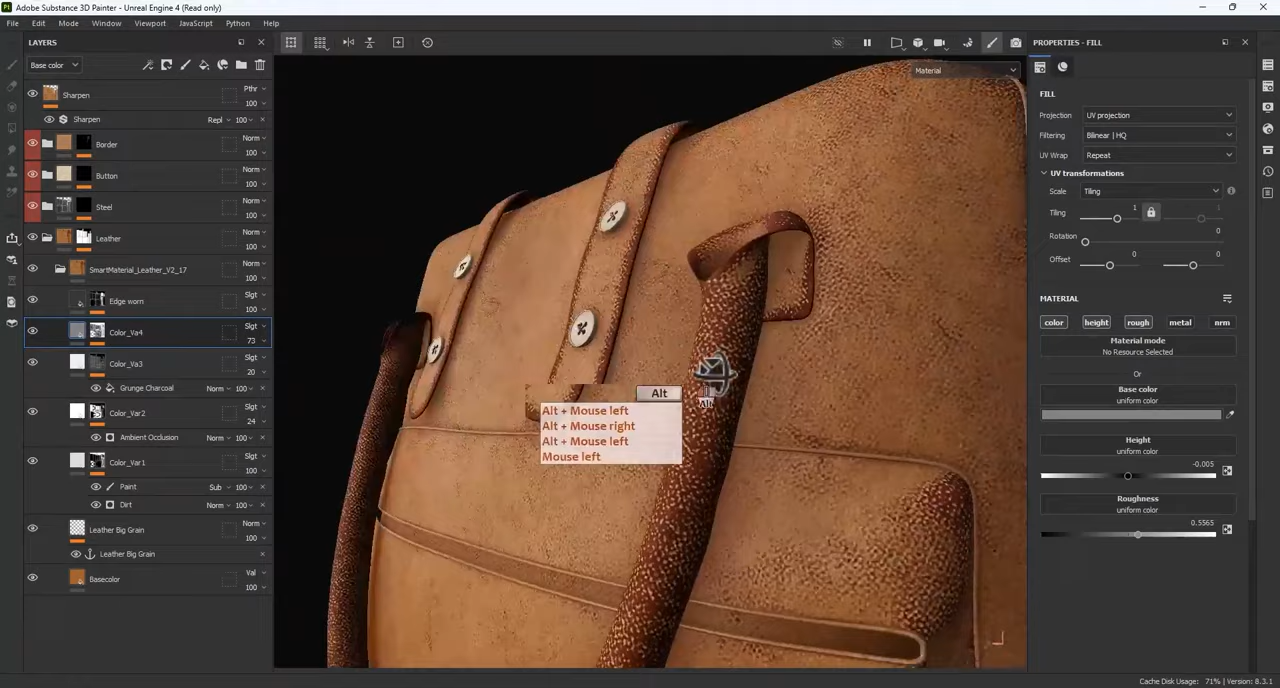 Pt Adobe Substance 3D Painter - Unreal Engine 4 (Read only)
File Edit Mode Window Viewport JavaScript Python Help
LAYERS
Base color
Sharpen Pthr 100
Sharpen Repl 100
Border Norm 100
Button Norm 100
Steel Norm 100
Leather Norm 100
SmartMaterial_Leather_V2_17 Norm 100
Edge worn Slgt 100
Color_Va4 Slgt 73
Color_Va3 Slgt 20
Grunge Charcoal Norm 100
Color_Var2 Slgt 24
Ambient Occlusion Norm 100
Color_Var1 Slgt 100
Paint Sub 100
Dirt Norm 100
Leather Big Grain Norm 100
Leather Big Grain
Basecolor Val 100
Material
Alt
Alt
Alt + Mouse left
Alt + Mouse right
Alt + Mouse left
Mouse left
PROPERTIES - FILL
FILL
Projection UV projection
Filtering Bilinear | HQ
UV Wrap Repeat
UV transformations
Scale Tiling
Tiling 1 1
Rotation 0
Offset 0 0
MATERIAL
color height rough metal nrm
Material mode
No Resource Selected
Or
Base color
uniform color
Height
uniform color
-0.005
Roughness
uniform color
0.5565
Cache Disk Usage: 71% | Version: 8.3.1